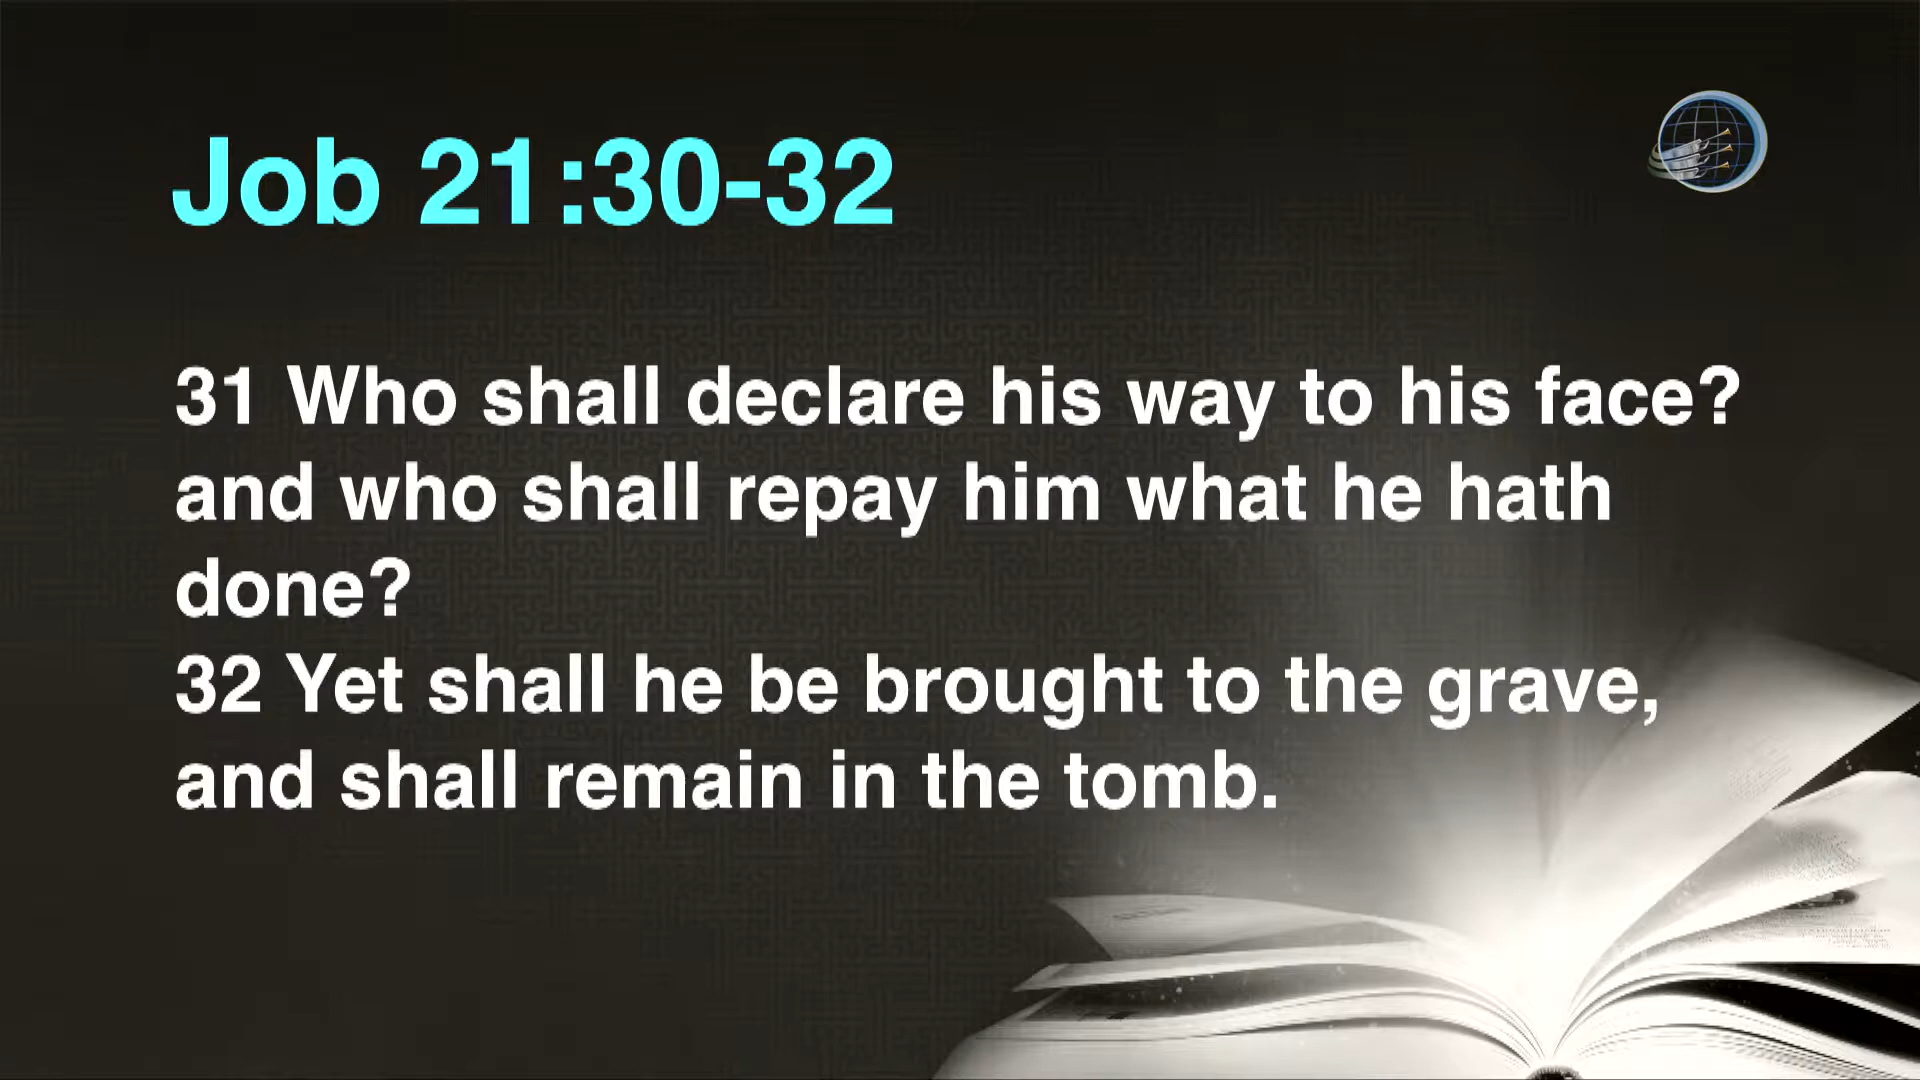 Job 21:30-32
31 Who shall declare his way to his face?
and who shall repay him what he hath
done?
32 Yet shall he be brought to the grave,
and shall remain in the tomb.